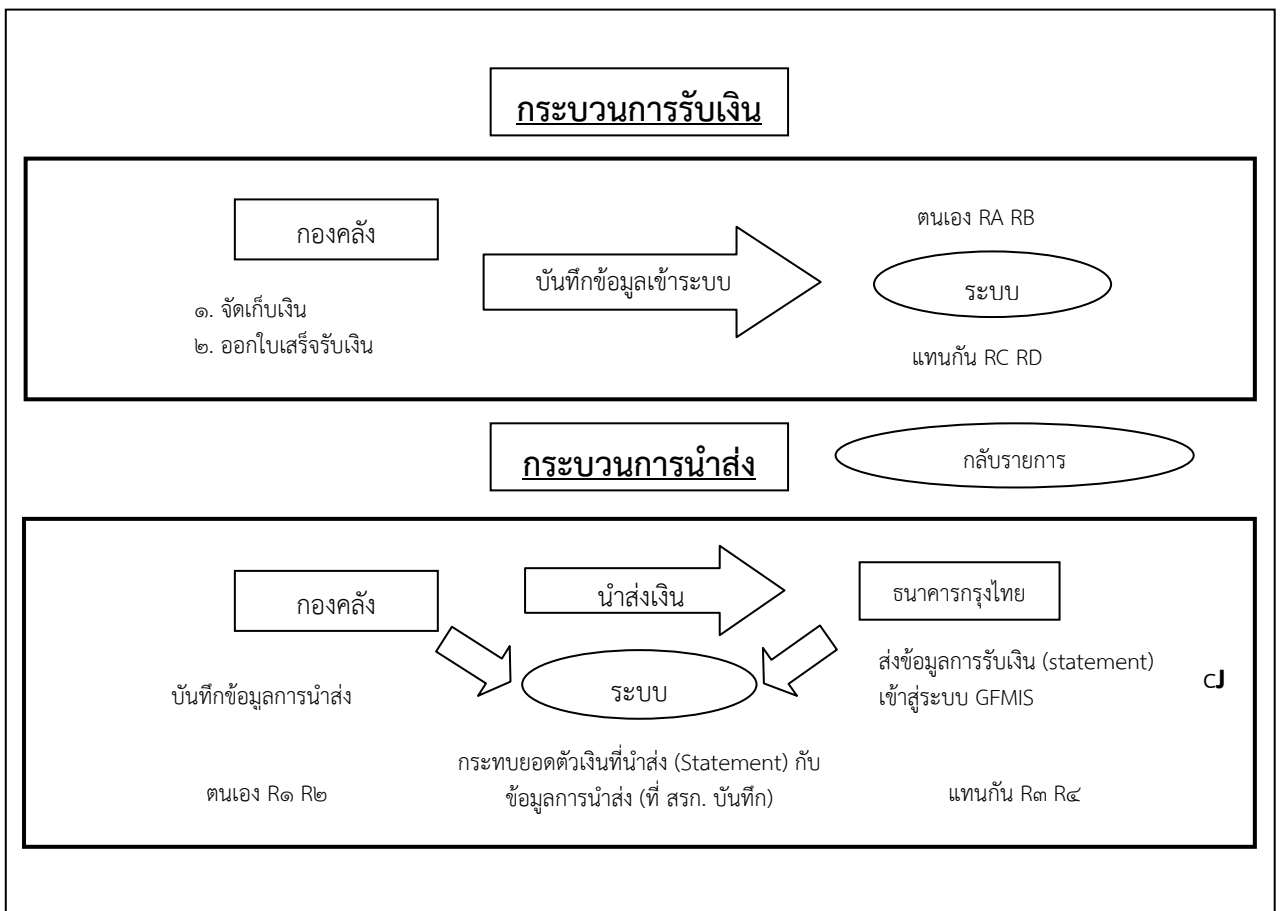 กระบวนการรับเงิน
กองคลัง
๑. จัดเก็บเงิน
๒. ออกใบเสร็จรับเงิน
บันทึกข้อมูลเข้าระบบ
ตนเอง RA RB
ระบบ
แทนกัน RC RD
กระบวนการนำส่ง
กลับรายการ
กองคลัง
นำส่งเงิน
ธนาคารกรุงไทย
บันทึกข้อมูลการนำส่ง
ระบบ
ส่งข้อมูลการรับเงิน (statement)
เข้าสู่ระบบ GFMIS
CJ
ตนเอง R๑ R๒
กระทบยอดตัวเงินที่นำส่ง (Statement) กับ
ข้อมูลการนำส่ง (ที่ สรก. บันทึก)
แทนกัน R๓ R๔